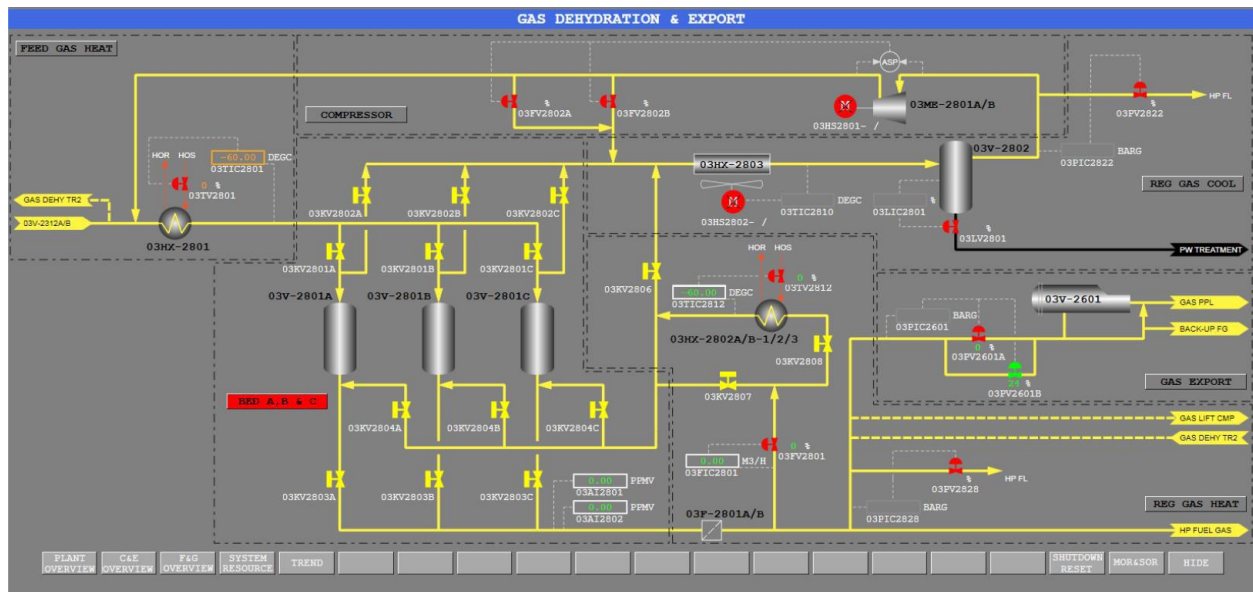 GAS DEHYDRATION & EXPORT
FEED GAS HEAT
HOR
HOS
-60.00 DEGC
03TIC2801
0 %
03TV2801
GAS DEHY TR2
03V-2312A/B
03HX-2801
COMPRESSOR
%
03FV2802A
%
03FV2802B
ASP
M
03ME-2801A/B
03HS2801- /
%
03PV2822
HP FL
BARG
03PIC2822
REG GAS COOL
03HX-2803
M
03HS2802- /
DEGC
03TIC2810
03V-2802
%
03LIC2801
%
03LV2801
PW TREATMENT
03KV2802A
03KV2802B
03KV2802C
03KV2801A
03KV2801B
03KV2801C
03V-2801A
03V-2801B
03V-2801C
BED A,B & C
03KV2804A
03KV2804B
03KV2804C
03KV2803A
03KV2803B
03KV2803C
0.00 PPMV
03AI2801
0.00 PPMV
03AI2802
03KV2806
HOR
HOS
0 %
03TV2812
-60.00 DEGC
03TIC2812
03HX-2802A/B-1/2/3
03KV2808
03KV2807
0 %
03FV2801
0.00 M3/H
03FIC2801
03F-2801A/B
BARG
03PIC2601
0 %
03PV2601A
24 %
03PV2601B
03V-2601
GAS PPL
BACK-UP FG
GAS EXPORT
GAS LIFT CMP
GAS DEHY TR2
%
03PV2828
HP FL
BARG
03PIC2828
REG GAS HEAT
HP FUEL GAS
PLANT OVERVIEW
C&E OVERVIEW
F&G OVERVIEW
SYSTEM RESOURCE
TREND
SHUTDOWN RESET
MOR&SOR
HIDE